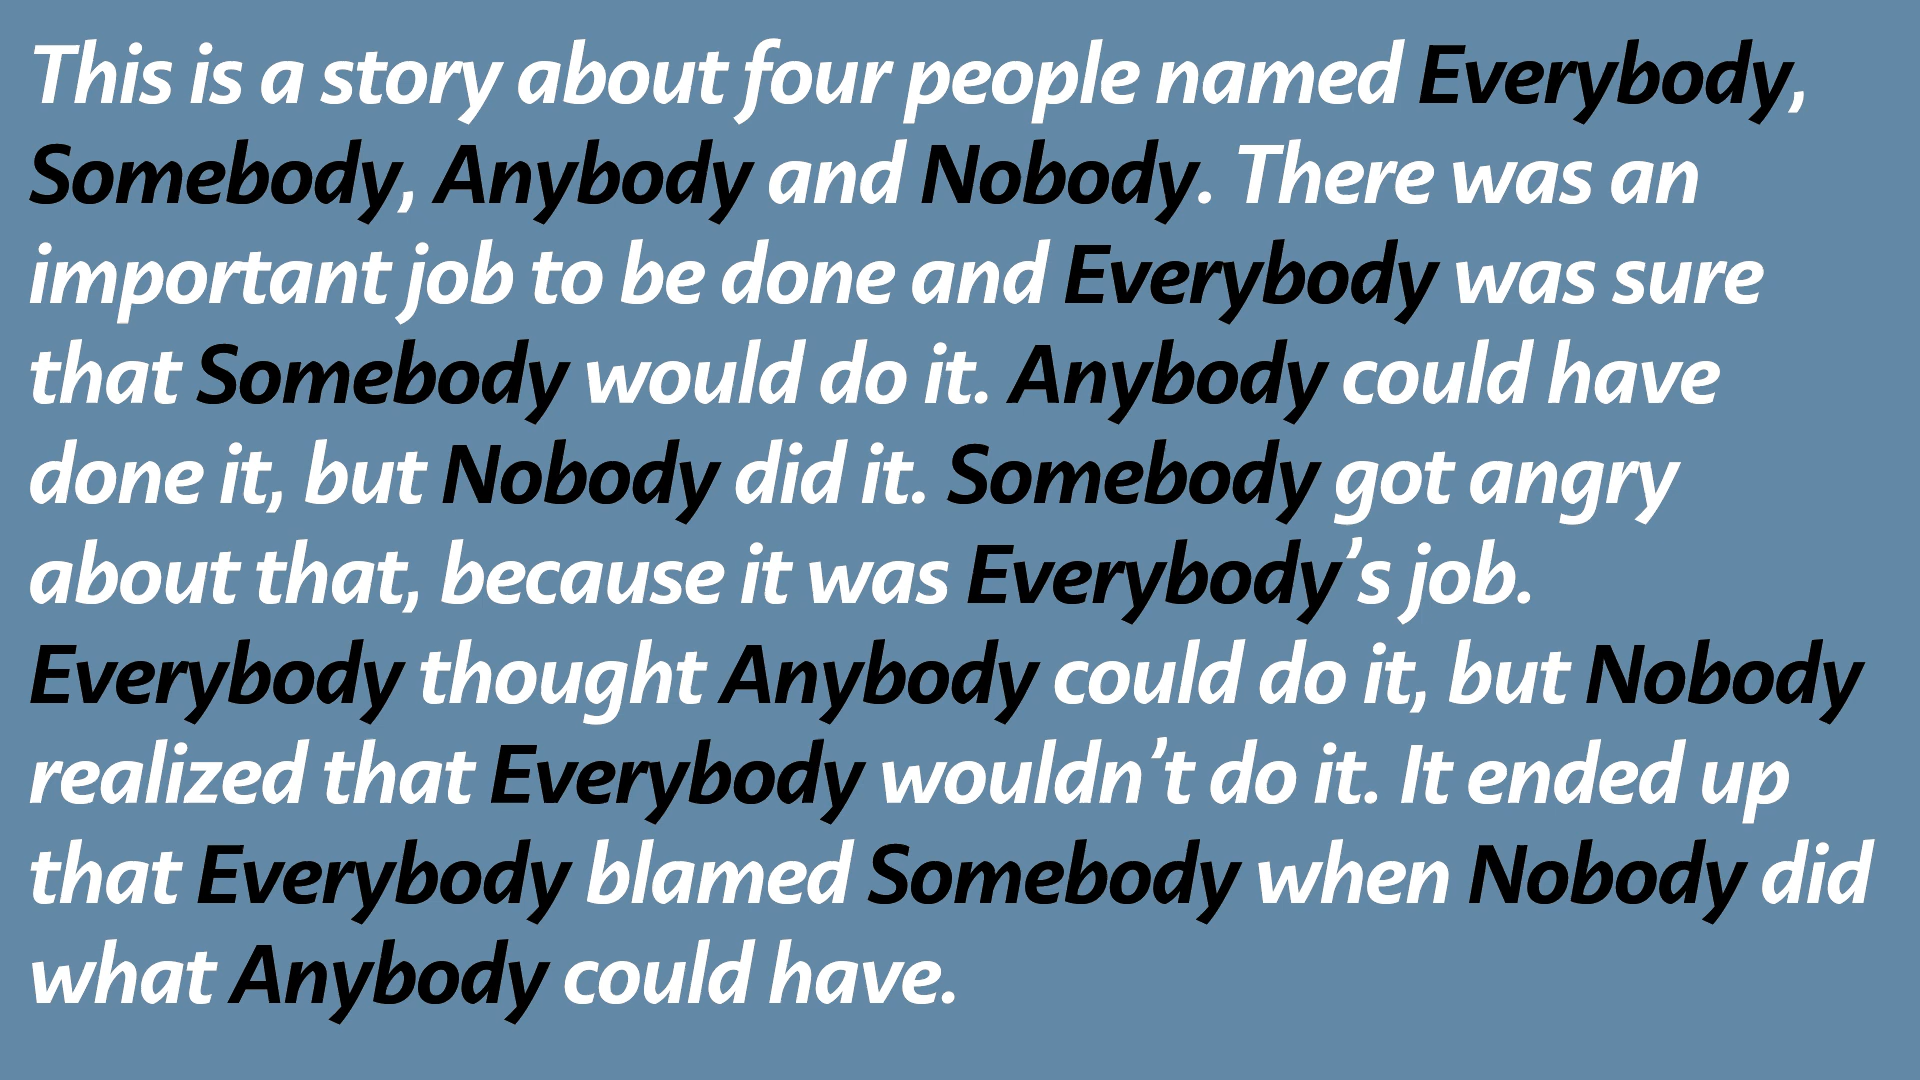 This is a story about four people named Everybody,
Somebody, Anybody and Nobody. There was an
important job to be done and Everybody was sure
that Somebody would do it. Anybody could have
done it, but Nobody did it. Somebody got angry
about that, because it was Everybody’s job.
Everybody thought Anybody could do it, but Nobody
realized that Everybody wouldn’t do it. It ended up
that Everybody blamed Somebody when Nobody did
what Anybody could have.